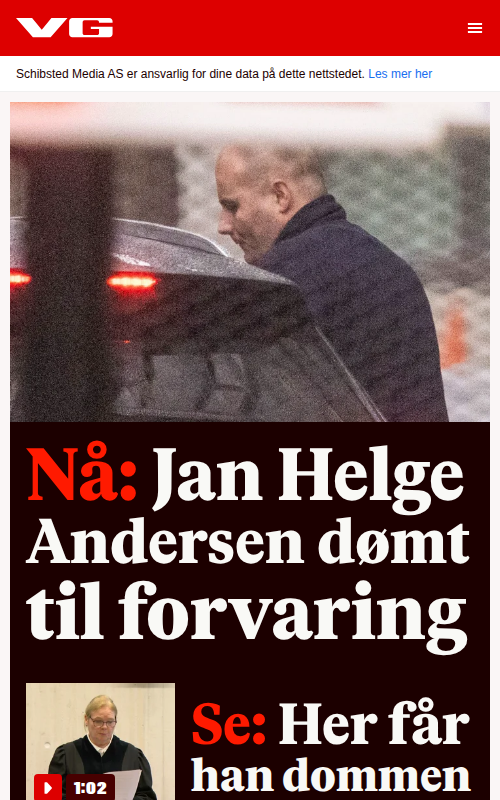 VG
Schibsted Media AS er ansvarlig for dine data på dette nettstedet. Les mer her
Nå: Jan Helge
Andersen dømt
til forvaring
Se: Her får
han dommen
1:02